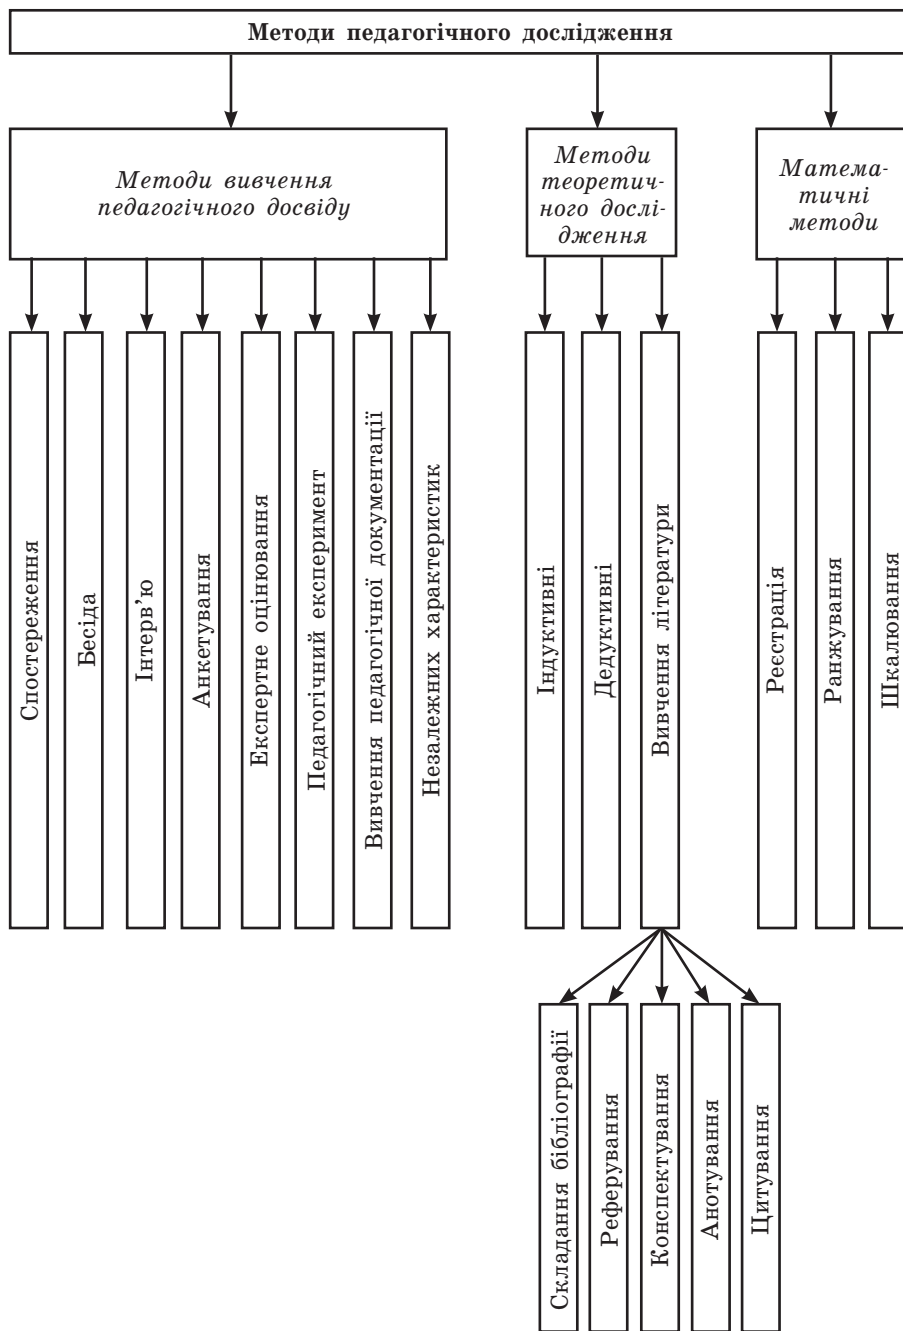 Методи педагогічного дослідження
Методи вивчення
педагогічного досвіду
Методи
теоретич-
ного дослі-
дження
Матема-
тичні
методи
Спостереження
Бесіда
Інтерв'ю
Анкетування
Експертне оцінювання
Педагогічний експеримент
Вивчення педагогічної документації
Незалежних характеристик
Індуктивні
Дедуктивні
Вивчення літератури
Реєстрація
Ранжування
Шкалювання
Складання бібліографії
Реферування
Конспектування
Анотування
Цитування